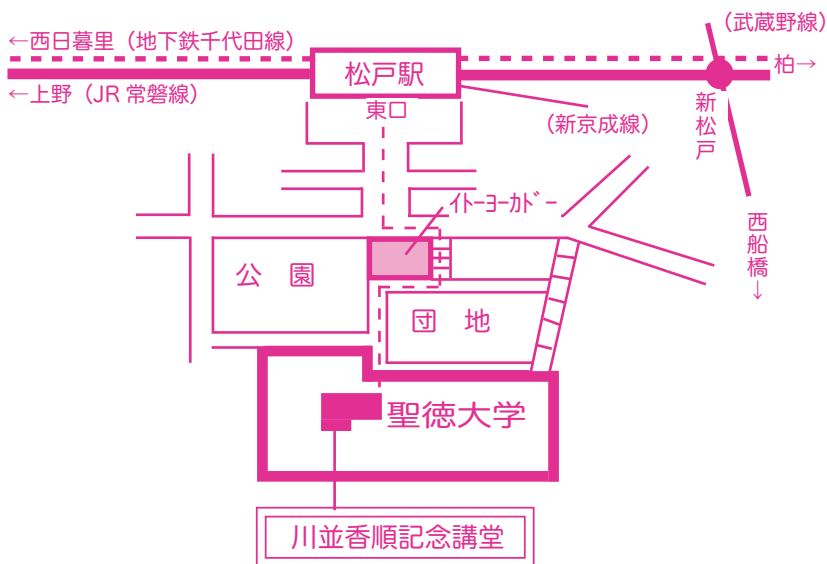 (武蔵野線)
←西日暮里(地下鉄千代田線)
柏→
松戸駅
←上野(JR 常磐線)
東口
(新京成線)
新松戸
イトーヨーカドー
西船橋↓
公 園
団 地
聖徳大学
川並香順記念講堂